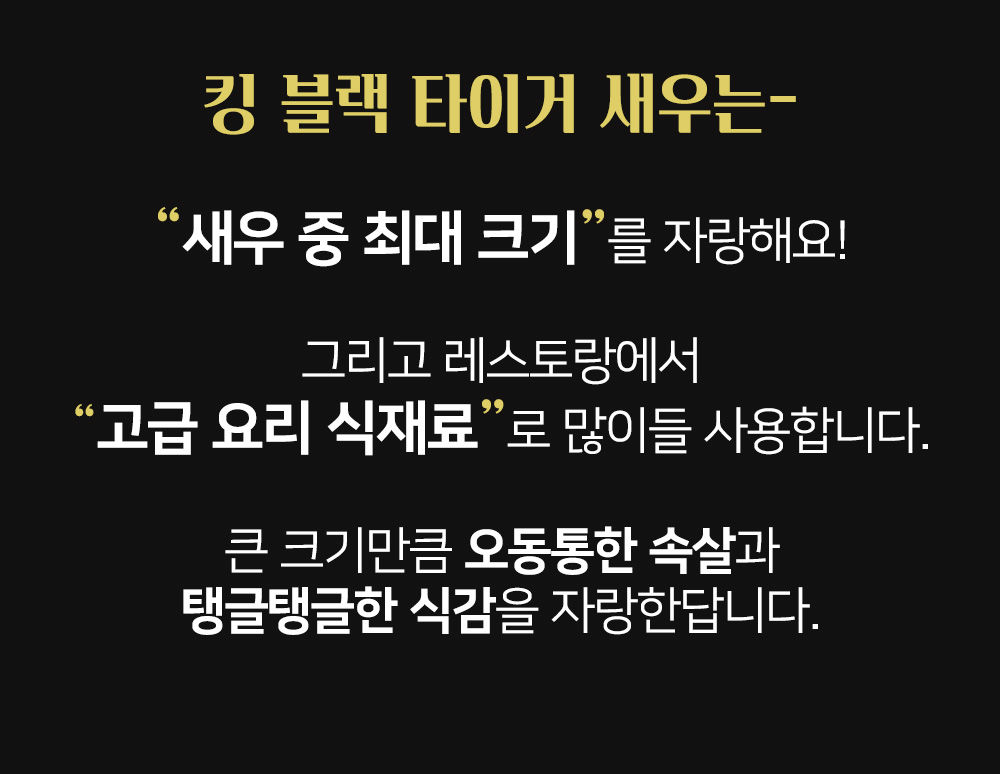 킹 블랙 타이거 새우는-
“새우 중 최대 크기”를 자랑해요!
그리고 레스토랑에서
“고급 요리 식재료”로 많이들 사용합니다.
큰 크기만큼 오동통한 속살과
탱글탱글한 식감을 자랑한답니다.